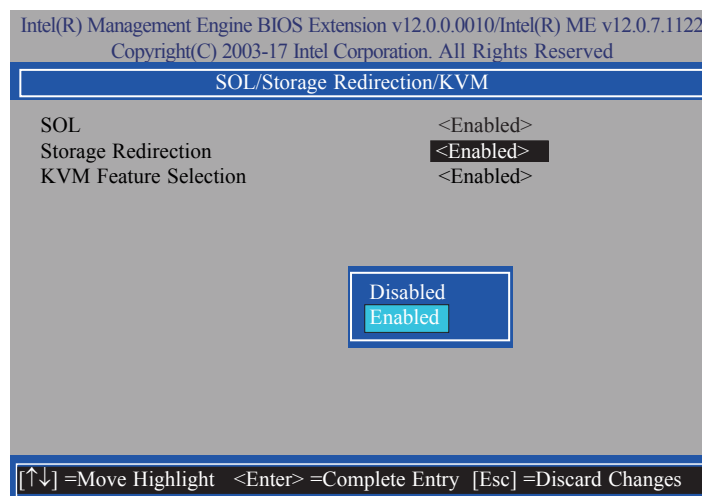 Intel(R) Management Engine BIOS Extension v12.0.0.0010/Intel(R) ME v12.0.7.1122
Copyright(C) 2003-17 Intel Corporation. All Rights Reserved
SOL/Storage Redirection/KVM
SOL <Enabled>
Storage Redirection <Enabled>
KVM Feature Selection <Enabled>
Disabled
Enabled
[↑↓] =Move Highlight <Enter> =Complete Entry [Esc] =Discard Changes